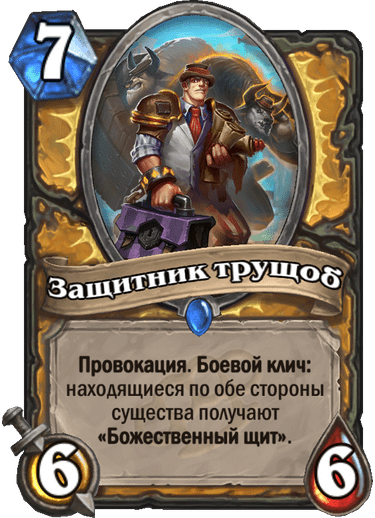 7
Защитник трущоб
Провокация. Боевой клич:
находящиеся по обе стороны
существа получают
«Божественный щит».
6
6